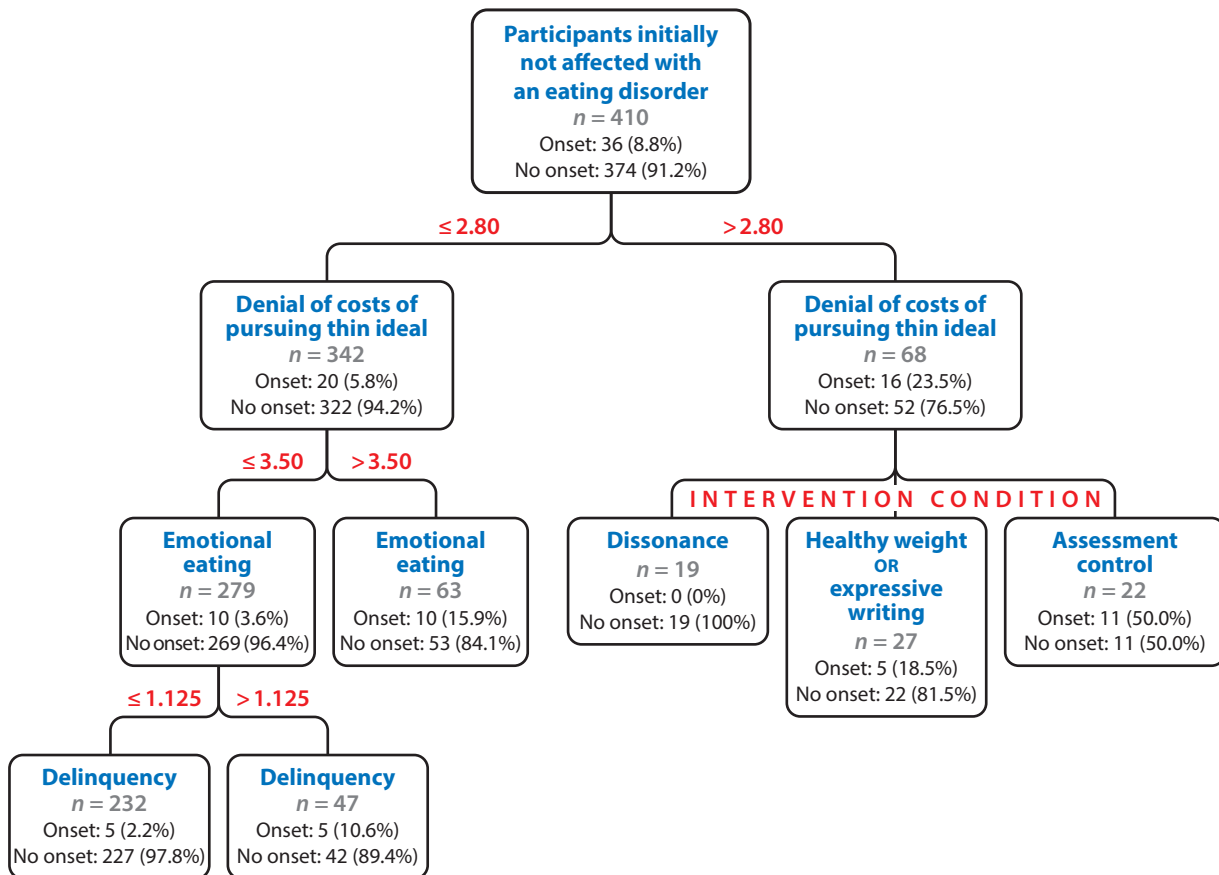 Participants initially
not affected with
an eating disorder
n = 410
Onset: 36 (8.8%)
No onset: 374 (91.2%)
≤ 2.80
> 2.80
Denial of costs of
pursuing thin ideal
n = 342
Onset: 20 (5.8%)
No onset: 322 (94.2%)
Denial of costs of
pursuing thin ideal
n = 68
Onset: 16 (23.5%)
No onset: 52 (76.5%)
≤ 3.50
> 3.50
INTERVENTION CONDITION
Emotional
eating
n = 279
Onset: 10 (3.6%)
No onset: 269 (96.4%)
Emotional
eating
n = 63
Onset: 10 (15.9%)
No onset: 53 (84.1%)
Dissonance
n = 19
Onset: 0 (0%)
No onset: 19 (100%)
Healthy weight
OR
expressive
writing
n = 27
Onset: 5 (18.5%)
No onset: 22 (81.5%)
Assessment
control
n = 22
Onset: 11 (50.0%)
No onset: 11 (50.0%)
≤ 1.125
> 1.125
Delinquency
n = 232
Onset: 5 (2.2%)
No onset: 227 (97.8%)
Delinquency
n = 47
Onset: 5 (10.6%)
No onset: 42 (89.4%)